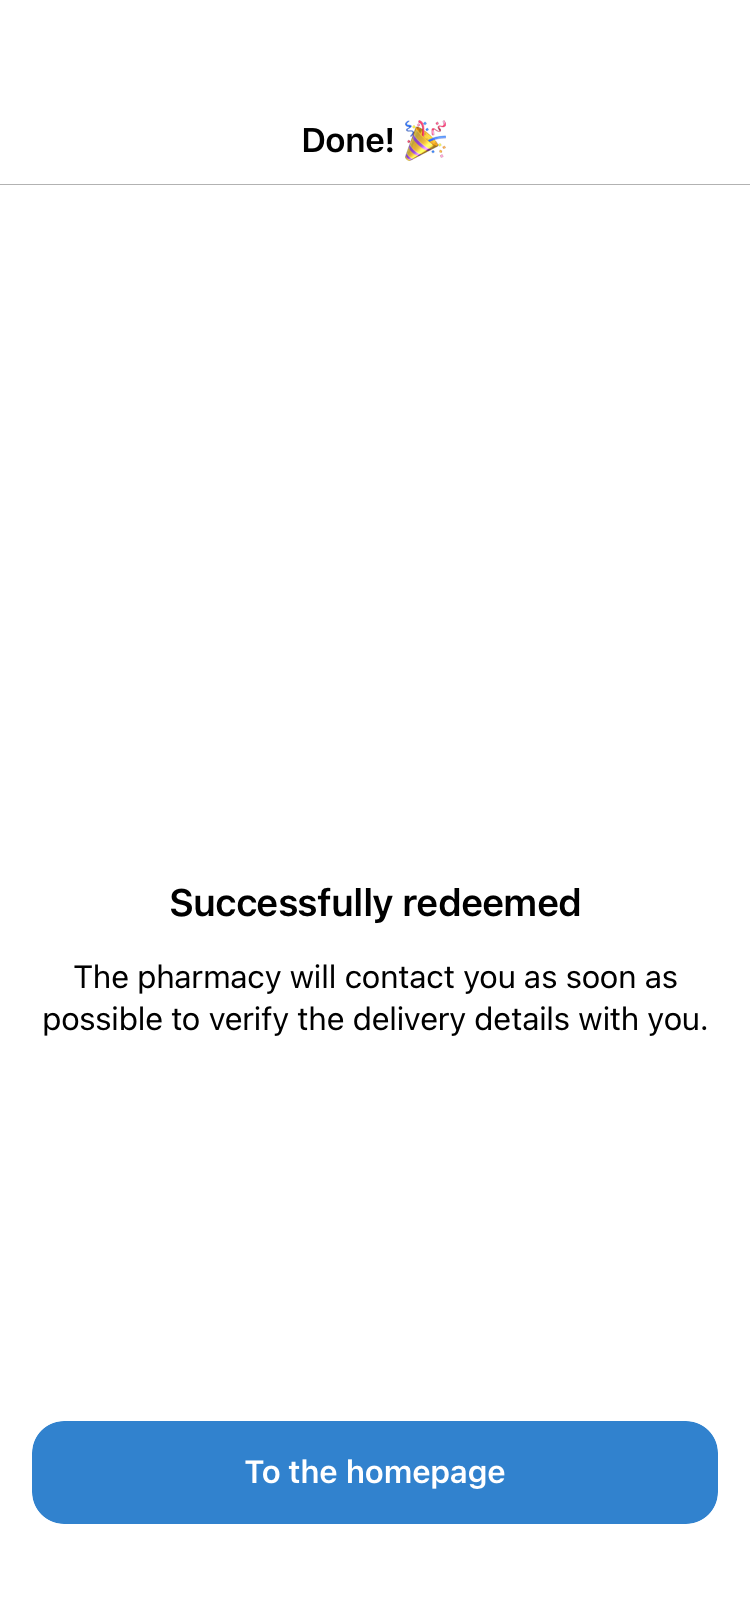 Done! 🎉
Successfully redeemed
The pharmacy will contact you as soon as
possible to verify the delivery details with you.
To the homepage